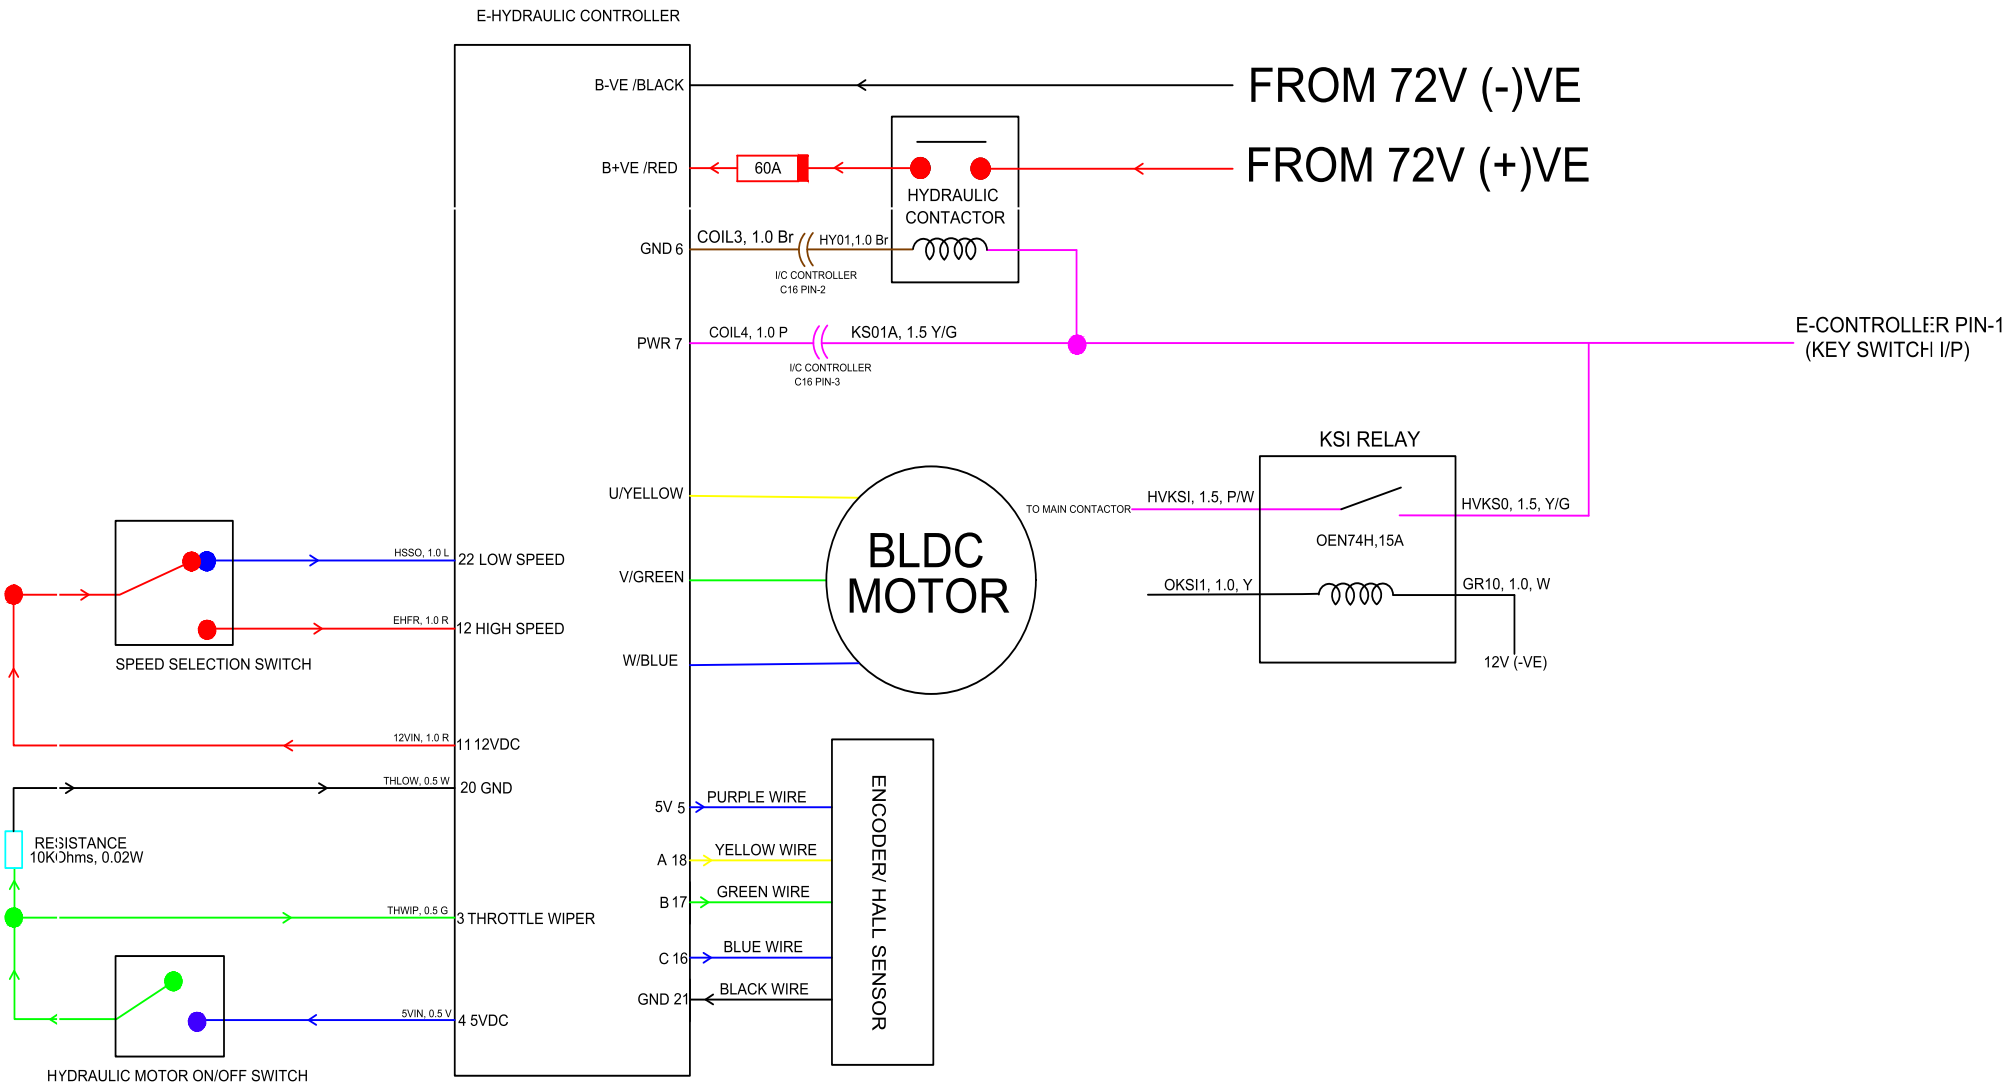 E-HYDRAULIC CONTROLLER
B-VE /BLACK
FROM 72V (-)VE
B+VE /RED
60A
FROM 72V (+)VE
HYDRAULIC
CONTACTOR
GND 6
COIL3, 1.0 Br
HY01,1.0 Br
I/C CONTROLLER
C16 PIN-2
PWR 7
COIL4, 1.0 P
KS01A, 1.5 Y/G
I/C CONTROLLER
C16 PIN-3
E-CONTROLLER PIN-1
(KEY SWITCH I/P)
KSI RELAY
U/YELLOW
TO MAIN CONTACTOR
HVKSI, 1.5, P/W
HVKS0, 1.5, Y/G
OEN74H,15A
BLDC
MOTOR
HSSO, 1.0 L
22 LOW SPEED
V/GREEN
OKSI1, 1.0, Y
GR10, 1.0, W
EHFR, 1.0 R
12 HIGH SPEED
SPEED SELECTION SWITCH
W/BLUE
12V (-VE)
12VIN, 1.0 R
11 12VDC
THLOW, 0.5 W
20 GND
RESISTANCE
10KOhms, 0.02W
5V 5
PURPLE WIRE
A 18
YELLOW WIRE
B 17
GREEN WIRE
THWIP, 0.5 G
3 THROTTLE WIPER
C 16
BLUE WIRE
GND 21
BLACK WIRE
ENCODER/ HALL SENSOR
5VIN, 0.5 V
4 5VDC
HYDRAULIC MOTOR ON/OFF SWITCH